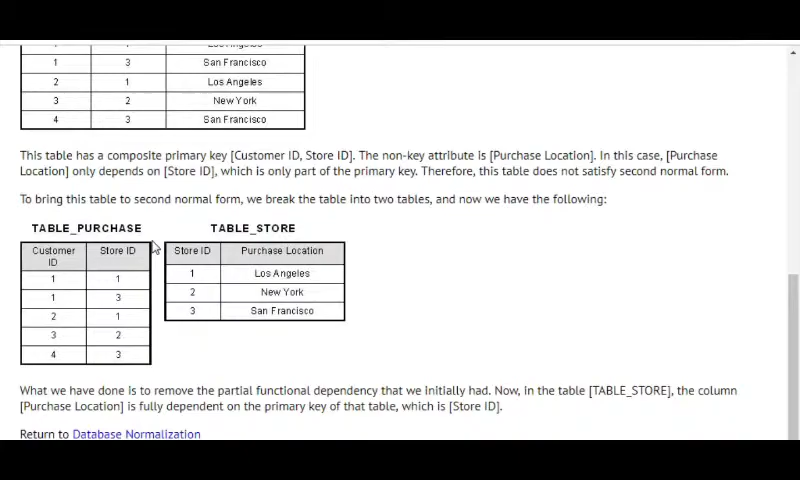 1 3 San Francisco
2 1 Los Angeles
3 2 New York
4 3 San Francisco
This table has a composite primary key [Customer ID, Store ID]. The non-key attribute is [Purchase Location]. In this case, [Purchase
Location] only depends on [Store ID], which is only part of the primary key. Therefore, this table does not satisfy second normal form.
To bring this table to second normal form, we break the table into two tables, and now we have the following:
TABLE_PURCHASE
Customer
ID
Store ID
1 1
1 3
2 1
3 2
4 3
TABLE_STORE
Store ID Purchase Location
1 Los Angeles
2 New York
3 San Francisco
What we have done is to remove the partial functional dependency that we initially had. Now, in the table [TABLE_STORE], the column
[Purchase Location] is fully dependent on the primary key of that table, which is [Store ID].
Return to Database Normalization